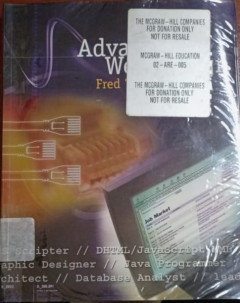 THE MCGRAW-HILL COMPANIES
FOR DONATION ONLY
NOT FOR RESALE
Adva
We
MCGRAW-HILL EDUCATION
02-ARE-005
Fred
THE MCGRAW-HILL COMPANIES
FOR DONATION ONLY
NOT FOR RESALE
Job Market
Scripter // DHTML/JavaScript
aphic Designer // Java Programmer /
chitect // Database Analyst // lead